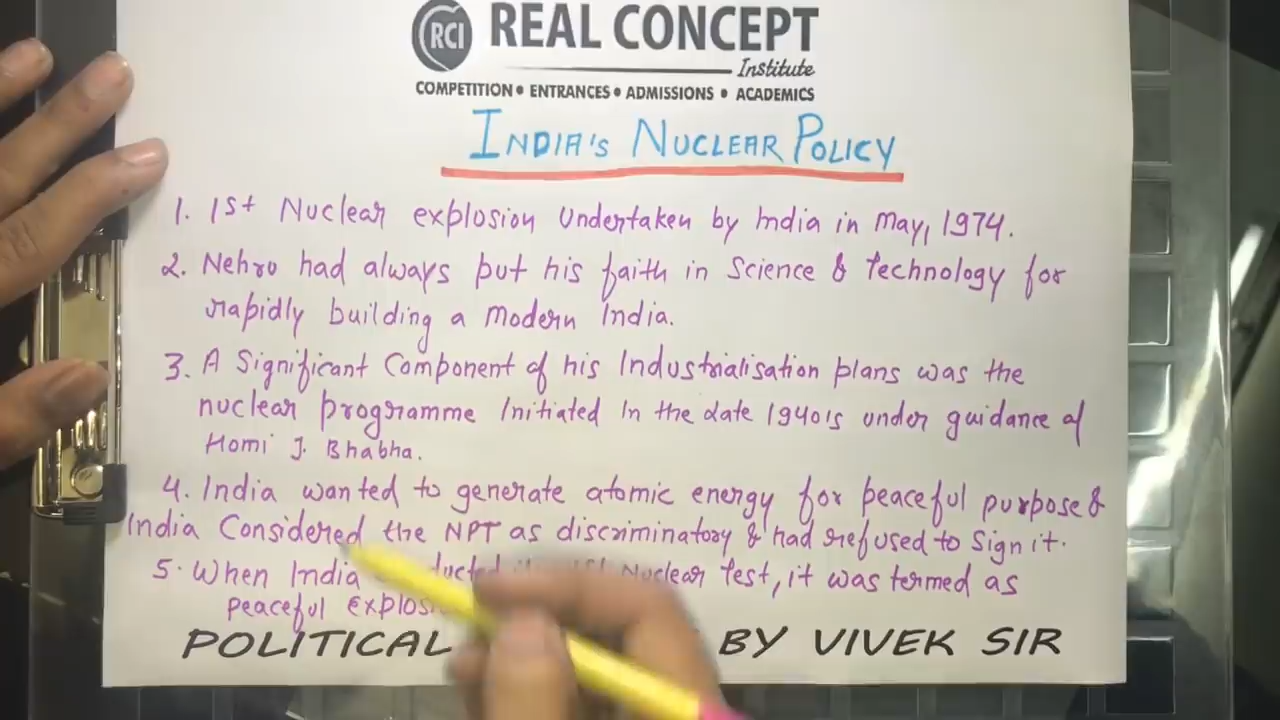 RCI REAL CONCEPT
Institute
COMPETITION • ENTRANCES • ADMISSIONS • ACADEMICS
INDIA'S NUCLEAR POLICY
1. 1st Nuclear explosion Undertaken by India in May, 1974.
2. Nehru had always put his faith in Science & Technology for
rapidly building a modern India.
3. A Significant Component of his Industrialisation plans was the
nuclear programme Initiated In the Late 1940's under guidance of
Homi J. Bhabha.
4. India wanted to generate atomic energy for peaceful purpose &
India Considered the NPT as discriminatory & had refused to Sign it.
5. When India 1st Nuclear Test, it was termed as
peaceful
POLITICAL BY VIVEK SIR